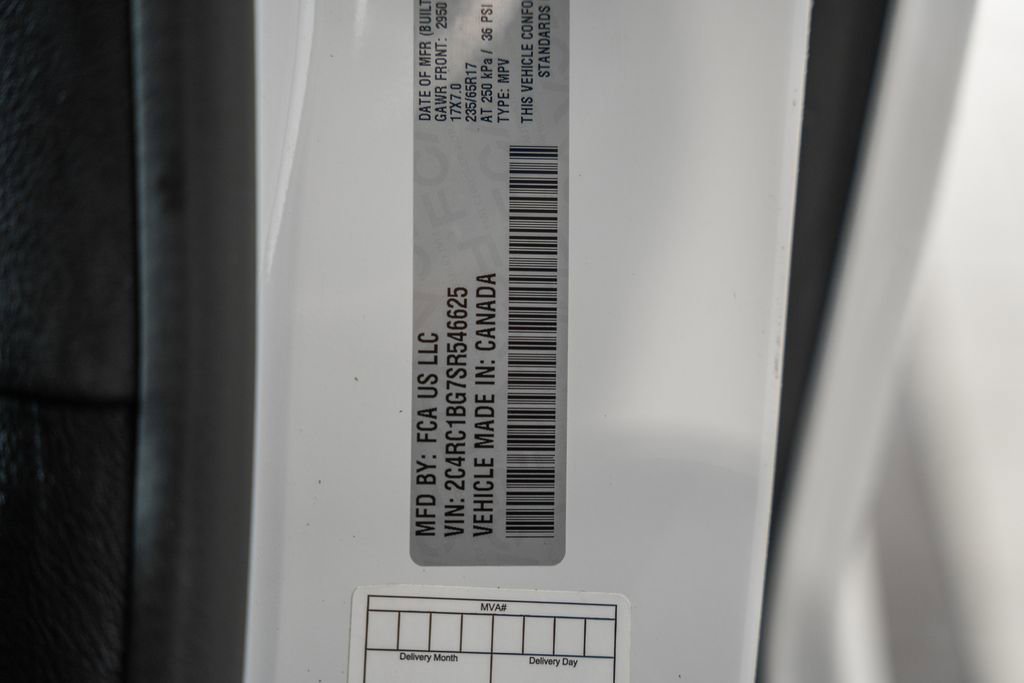 MFD BY: FCA US LLC
VIN: 2C4RC1BG7SR546625
VEHICLE MADE IN: CANADA
DATE OF MFR (BUILT
GAWR FRONT: 2950
17X7.0
235/65R17
AT 250 kPa / 36 PSI
TYPE: MPV
THIS VEHICLE CONFO
STANDARDS
MVA#
Delivery Month
Delivery Day